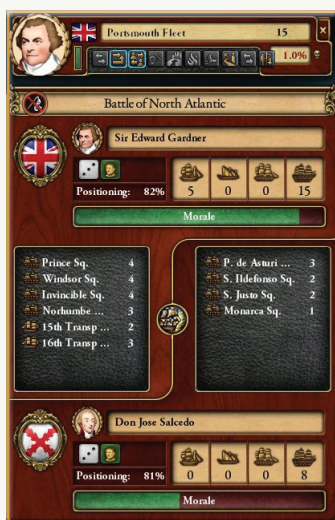 Portsmouth Fleet 15
1.0%
Battle of North Atlantic
Sir Edward Gardner
Positioning: 82%
5 0 0 15
Morale
Prince Sq. 4
Windsor Sq. 4
Invincible Sq. 4
Norhumbe ... 3
15th Transp ... 2
16th Transp ... 3
P. de Asturi ... 3
S. Ildefonso Sq. 2
S. Justo Sq. 2
Monarca Sq. 1
Don Jose Salcedo
Positioning: 81%
0 0 0 8
Morale